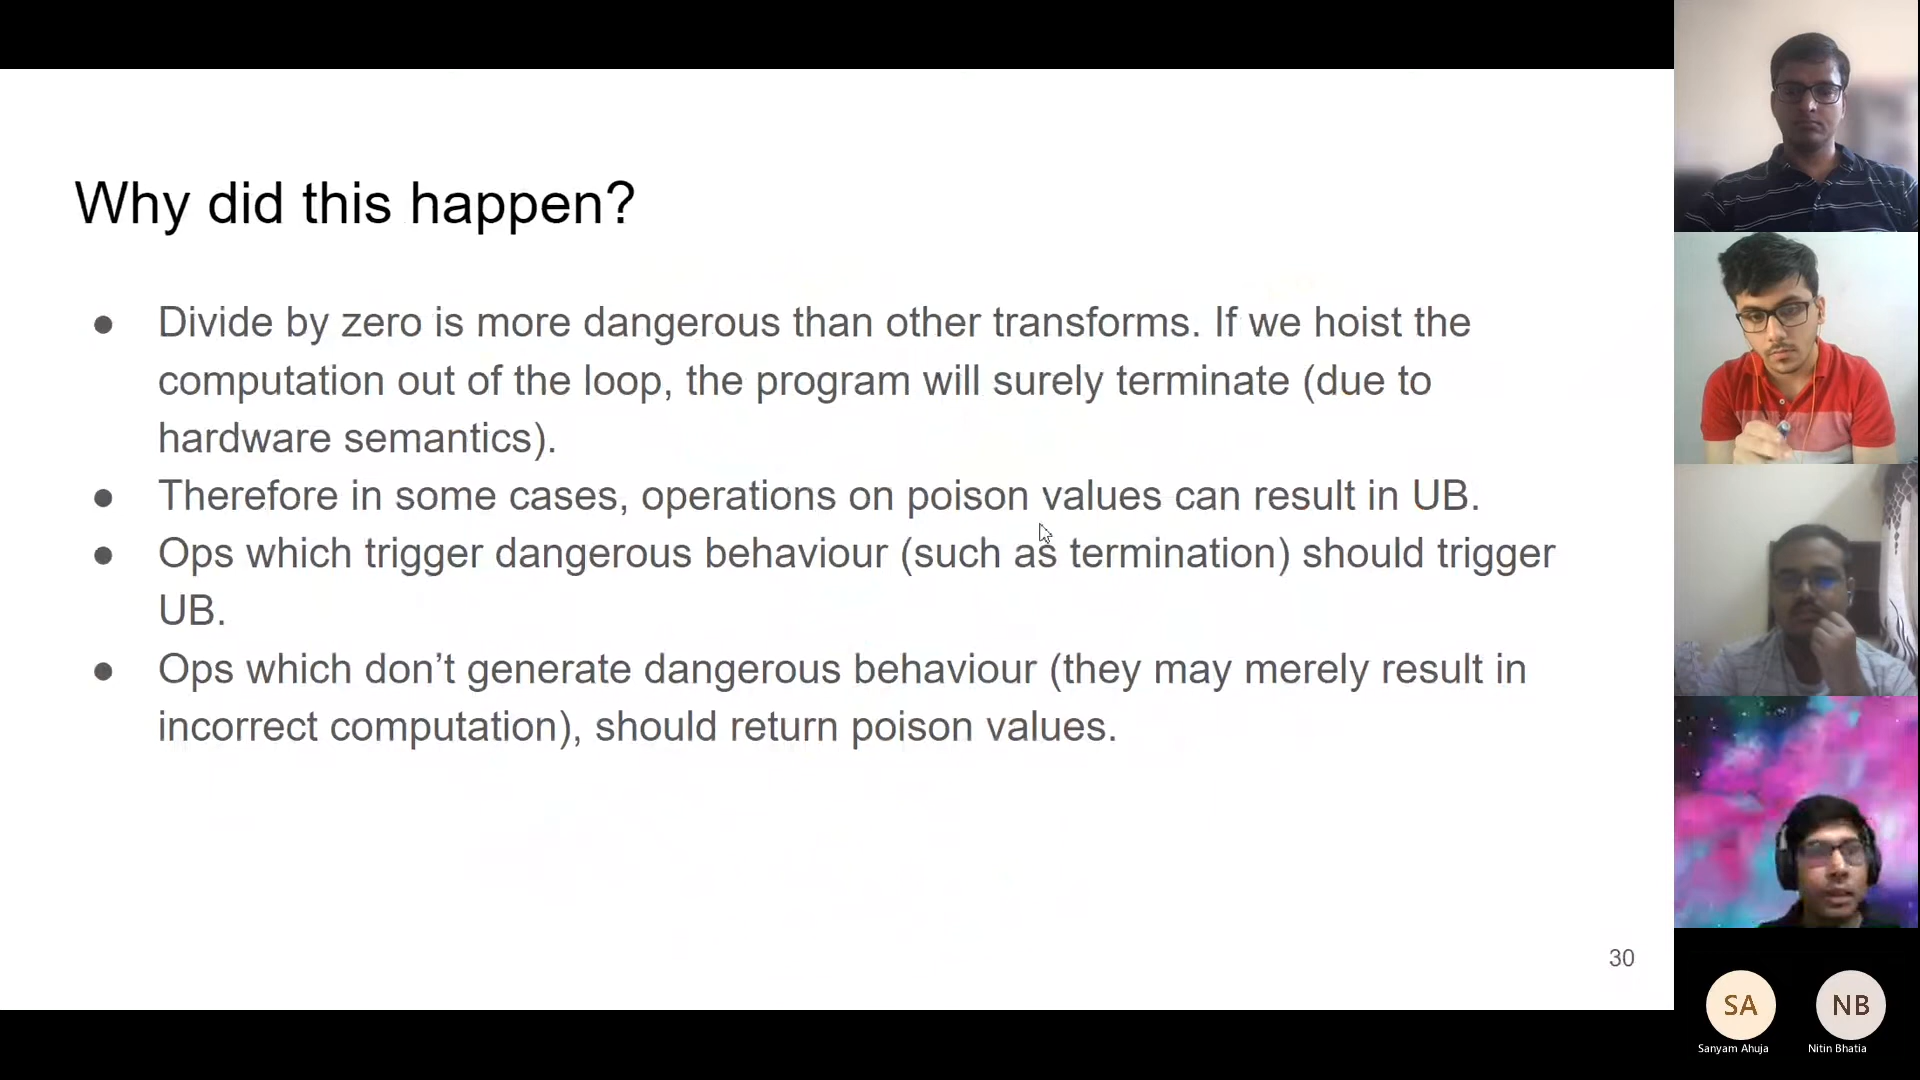 Why did this happen?
● Divide by zero is more dangerous than other transforms. If we hoist the
computation out of the loop, the program will surely terminate (due to
hardware semantics).
● Therefore in some cases, operations on poison values can result in UB.
● Ops which trigger dangerous behaviour (such as termination) should trigger
UB.
● Ops which don’t generate dangerous behaviour (they may merely result in
incorrect computation), should return poison values.
30
SA
NB
Sanyam Ahuja
Nitin Bhatia